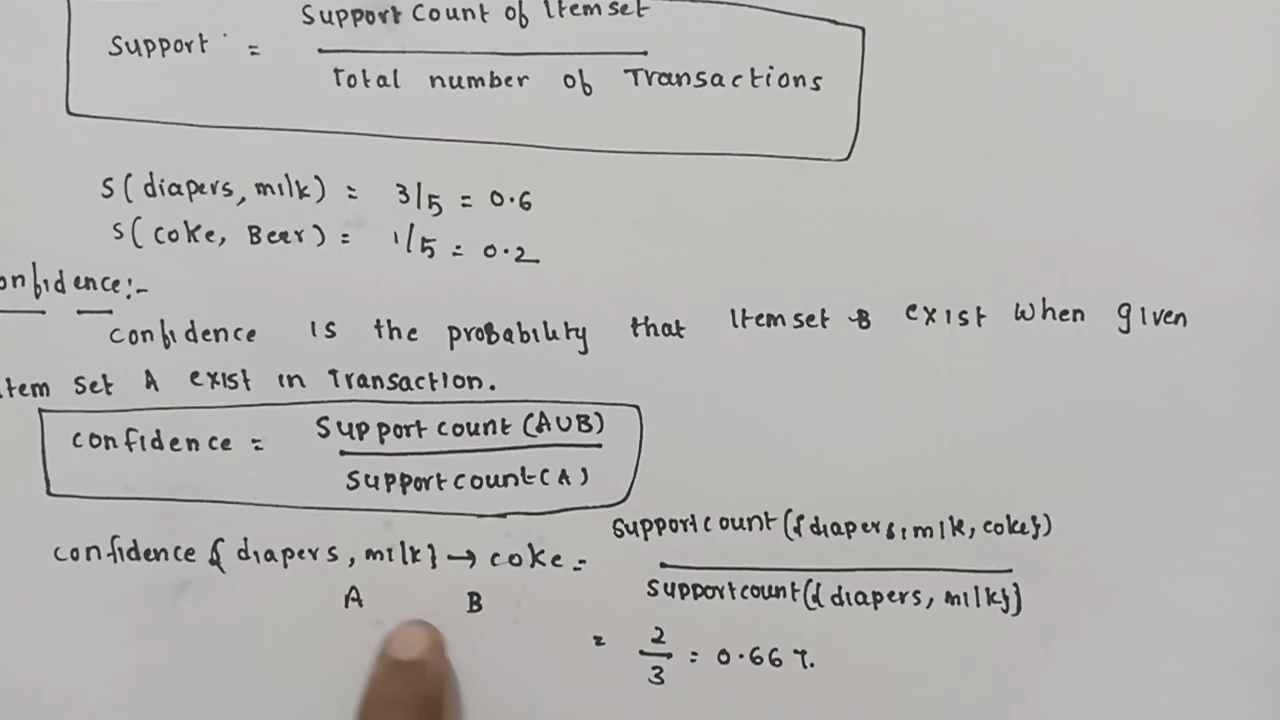 Support Count of Itemset
Support =
Total number of Transactions
S(diapers, milk) = 3/5 = 0.6
S(coke, Beer) = 1/5 = 0.2
onfidence:-
confidence is the probability that Itemset B exist when given
tem set A exist in Transaction.
confidence = Support count (A∪B)
Support count (A)
Support count ({diapers, milk, coke})
confidence {diapers, milk} → coke =
Support count({diapers, milk}]
A B
= 2/3 = 0.66 %.